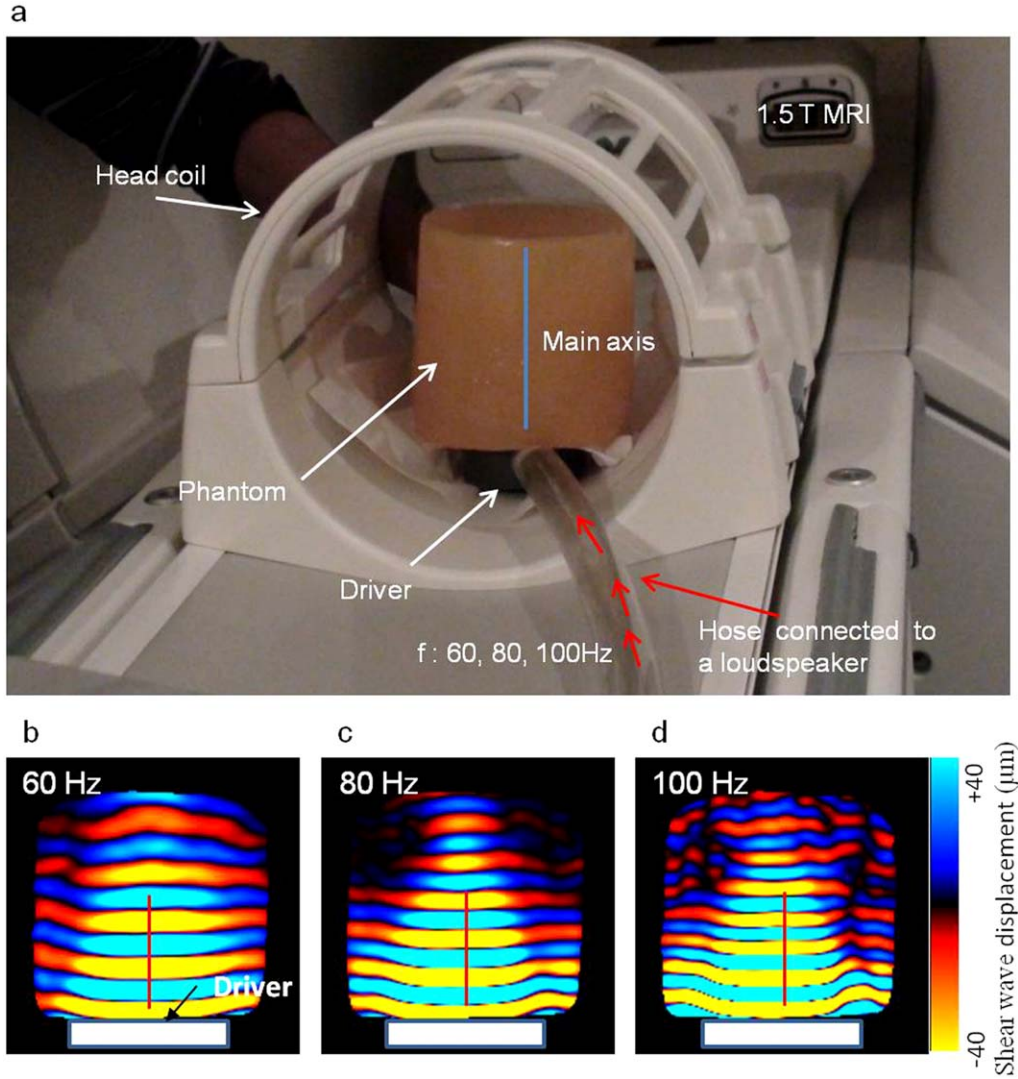 a
1.5 T MRI
Head coil
Main axis
Phantom
Driver
Hose connected to
a loudspeaker
f : 60, 80, 100Hz
b
c
d
60 Hz
80 Hz
100 Hz
Driver
+40
-40
Shear wave displacement (µm)